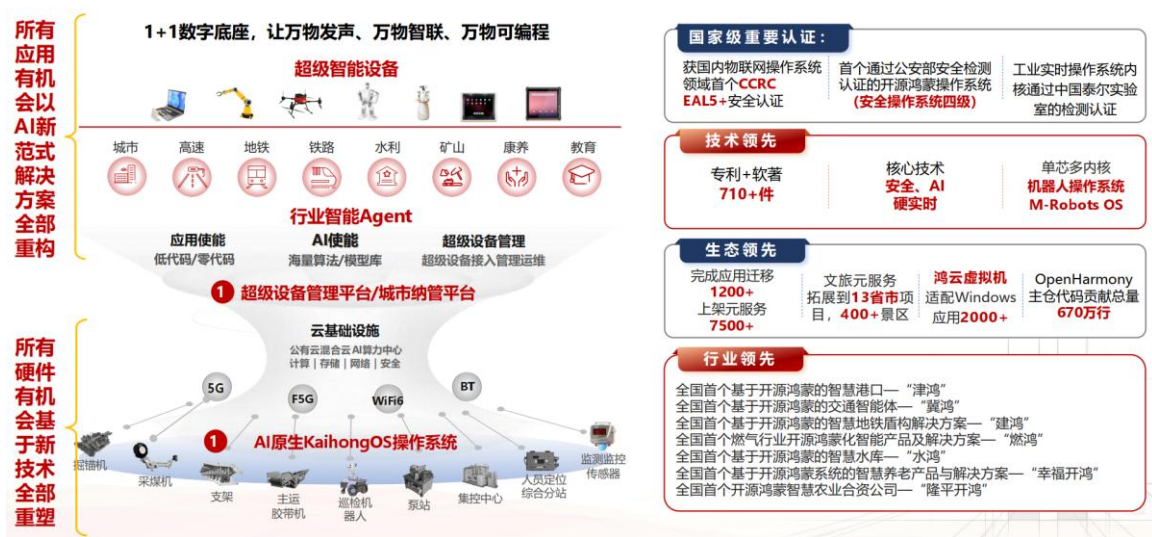 所有
应用
有机
会以
AI新
范式
解决
方案
全部
重构
1+1数字底座，让万物发声、万物智联、万物可编程
超级智能设备
城市
高速
地铁
铁路
水利
矿山
康养
教育
行业智能Agent
应用使能
低代码/零代码
AI使能
海量算法/模型库
超级设备管理
超级设备接入管理运维
1 超级设备管理平台/城市纳管平台
所有
硬件
有机
会基
于新
技术
全部
重塑
云基础设施
公有云混合云AI算力中心
计算 | 存储 | 网络 | 安全
5G
F5G
WiFi6
BT
1 AI原生KaihongOS操作系统
掘锚机
采煤机
支架
主运
胶带机
巡检机
器人
泵站
集控中心
人员定位
综合分站
监测监控
传感器
国家级重要认证：
获国内物联网操作系统
领域首个CCRC
EAL5+安全认证
首个通过公安部安全检测
认证的开源鸿蒙操作系统
(安全操作系统四级)
工业实时操作系统内
核通过中国泰尔实验
室的检测认证
技术领先
专利+软著
710+件
核心技术
安全、AI
硬实时
单芯多内核
机器人操作系统
M-Robots OS
生态领先
完成应用迁移
1200+
上架元服务
7500+
文旅元服务
拓展到13省市项
目，400+景区
鸿云虚拟机
适配Windows
应用2000+
OpenHarmony
主仓代码贡献总量
670万行
行业领先
全国首个基于开源鸿蒙的智慧港口—“津鸿”
全国首个基于开源鸿蒙的交通智能体—“冀鸿”
全国首个基于开源鸿蒙的智慧地铁盾构解决方案—“建鸿”
全国首个燃气行业开源鸿蒙化智能产品及解决方案—“燃鸿”
全国首个基于开源鸿蒙的智慧水库—“水鸿”
全国首个基于开源鸿蒙系统的智慧养老产品与解决方案—“幸福开鸿”
全国首个开源鸿蒙智慧农业合资公司—“隆平开鸿”